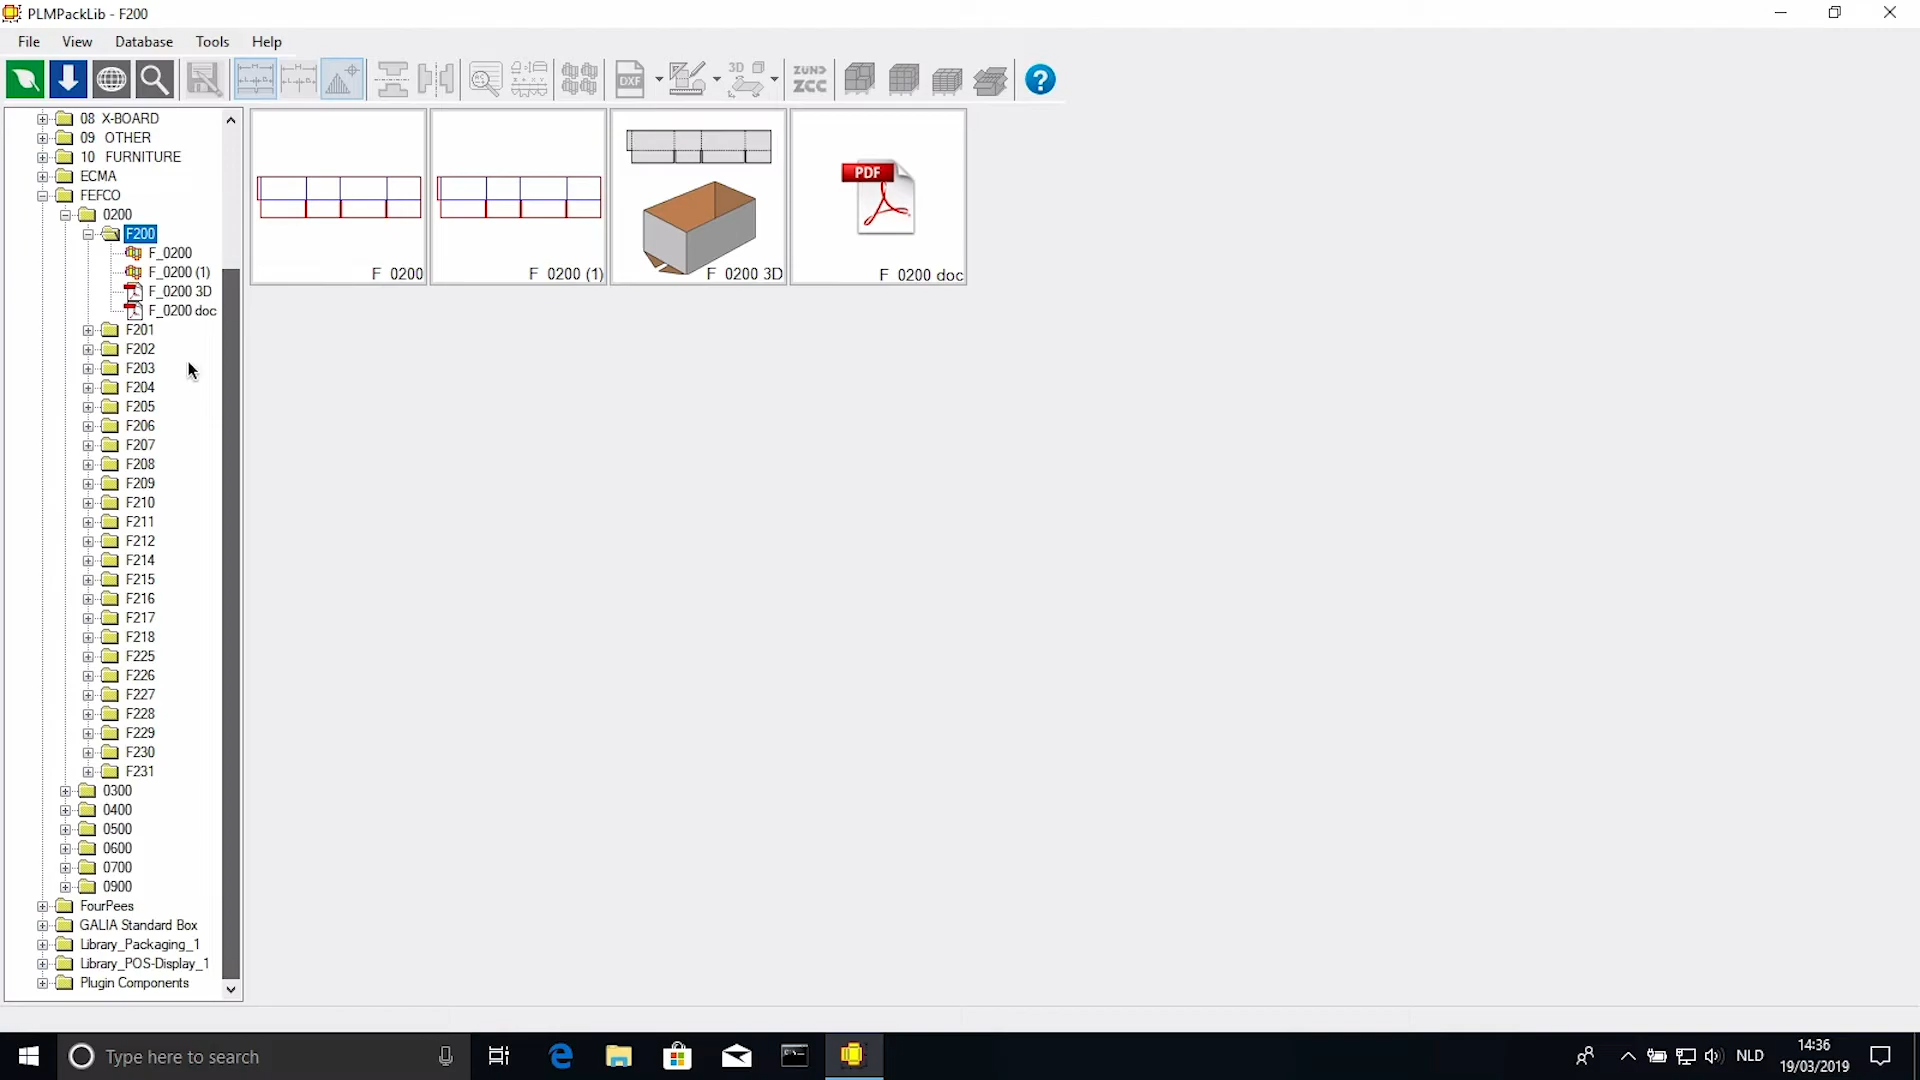 PLMPackLib - F200
File View Database Tools Help
DXF 3D ZUND ZCC ?
08 X-BOARD
09 OTHER
10 FURNITURE
ECMA
FEFCO
0200
F200
F_0200
F_0200 (1)
F_0200 3D
F_0200 doc
F201
F202
F203
F204
F205
F206
F207
F208
F209
F210
F211
F212
F214
F215
F216
F217
F218
F225
F226
F227
F228
F229
F230
F231
0300
0400
0500
0600
0700
0900
FourPees
GALIA Standard Box
Library_Packaging_1
Library_POS-Display_1
Plugin Components
PDF
F 0200 F 0200 (1) F 0200 3D F 0200 doc
Type here to search
NLD
14:36
19/03/2019